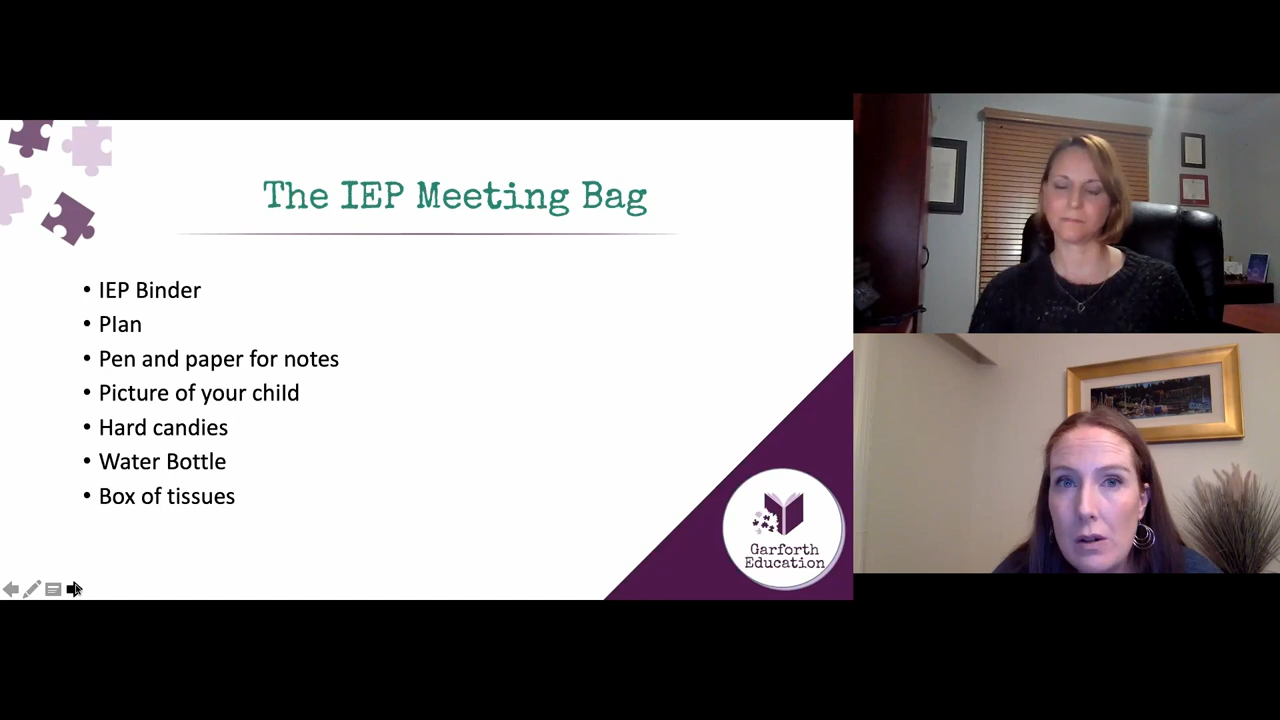 The IEP Meeting Bag
• IEP Binder
• Plan
• Pen and paper for notes
• Picture of your child
• Hard candies
• Water Bottle
• Box of tissues
Garforth
Education